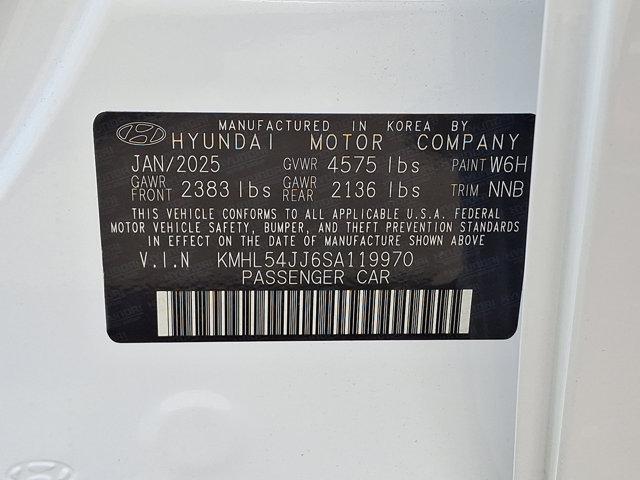 MANUFACTURED IN KOREA BY
HYUNDAI MOTOR COMPANY
JAN/2025 GVWR 4575 lbs PAINT W6H
GAWR FRONT 2383 lbs GAWR REAR 2136 lbs TRIM NNB
THIS VEHICLE CONFORMS TO ALL APPLICABLE U.S.A. FEDERAL
MOTOR VEHICLE SAFETY, BUMPER, AND THEFT PREVENTION STANDARDS
IN EFFECT ON THE DATE OF MANUFACTURE SHOWN ABOVE
V.I.N KMHL54JJ6SA119970
PASSENGER CAR